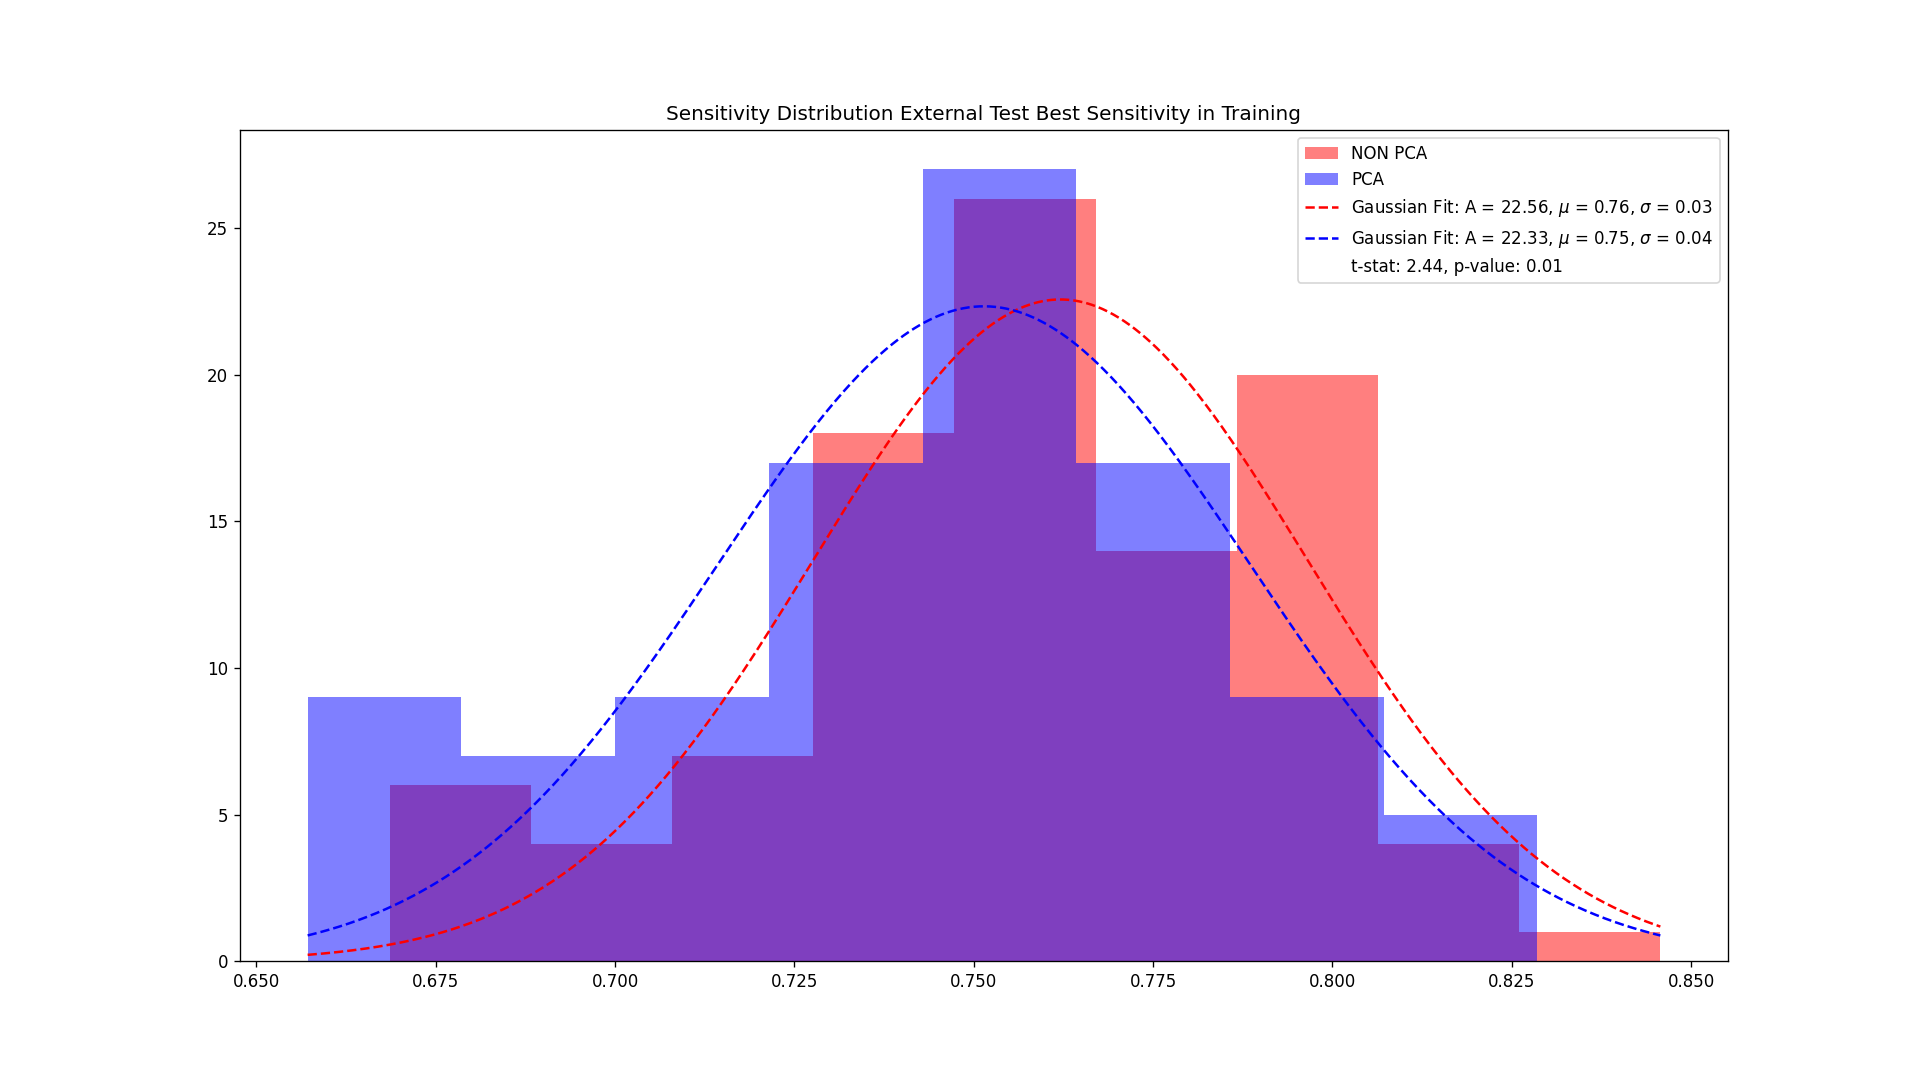 Sensitivity Distribution External Test Best Sensitivity in Training
NON PCA
PCA
Gaussian Fit: A = 22.56, μ = 0.76, σ = 0.03
Gaussian Fit: A = 22.33, μ = 0.75, σ = 0.04
t-stat: 2.44, p-value: 0.01
25
20
15
10
5
0
0.650 0.675 0.700 0.725 0.750 0.775 0.800 0.825 0.850